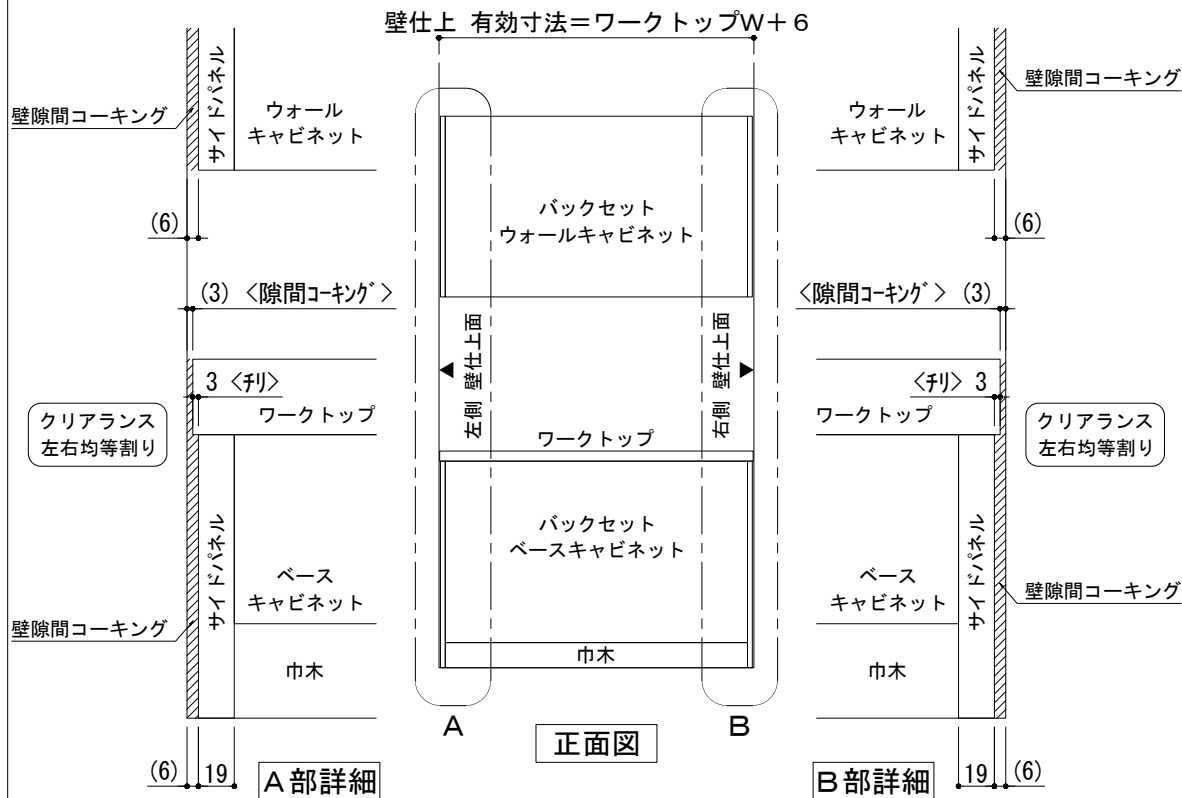 壁仕上 有効寸法=ワークトップW+6
壁隙間コーキング
サイドパネル
ウォール
キャビネット
(6)
(3) <隙間コーキング>
3 <チリ>
ワークトップ
クリアランス
左右均等割り
サイドパネル
ベース
キャビネット
壁隙間コーキング
巾木
(6) 19
A部詳細
バックセット
ウォールキャビネット
左側 壁仕上面
右側 壁仕上面
ワークトップ
バックセット
ベースキャビネット
巾木
A
B
正面図
ウォール
キャビネット
サイドパネル
壁隙間コーキング
(6)
<隙間コーキング> (3)
<チリ> 3
ワークトップ
クリアランス
左右均等割り
ベース
キャビネット
サイドパネル
壁隙間コーキング
巾木
19 (6)
B部詳細